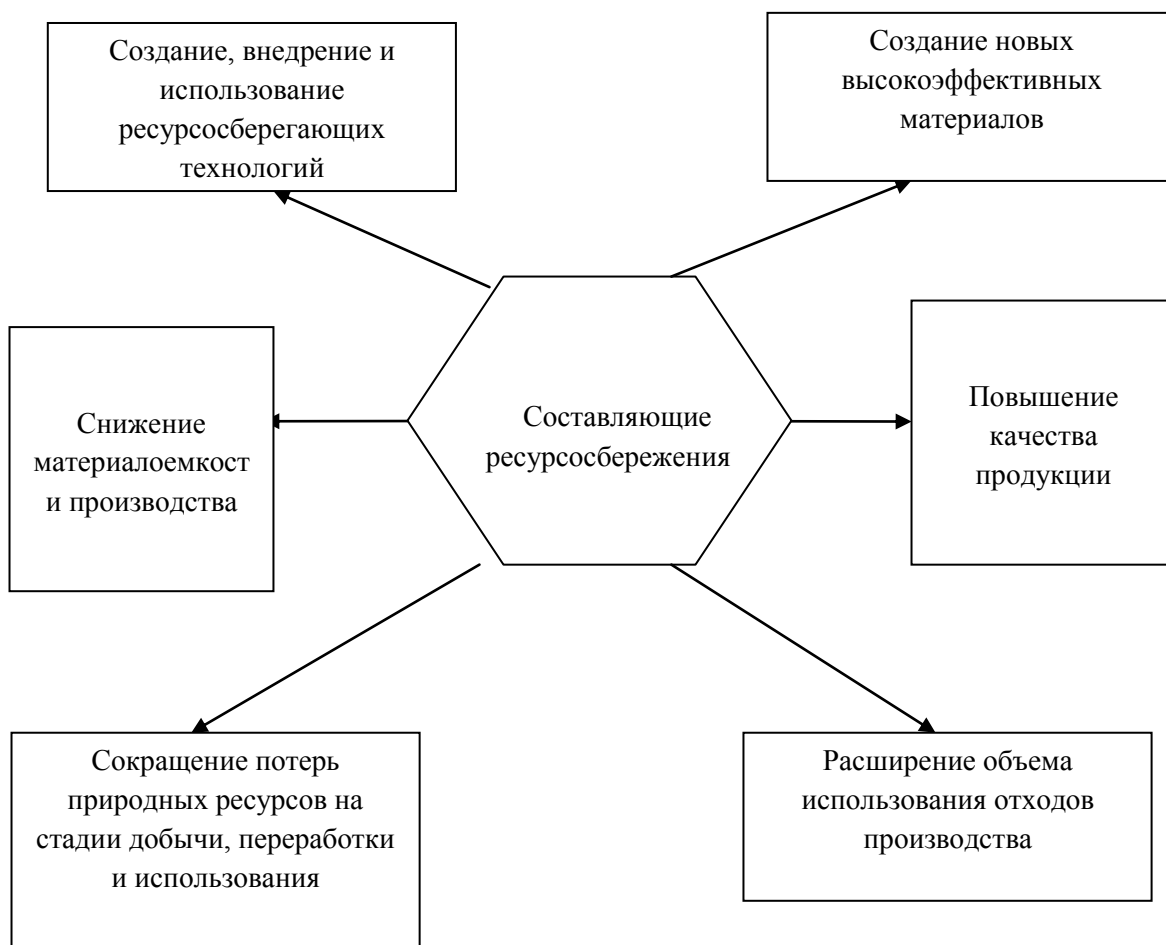 Создание, внедрение и
использование
ресурсосберегающих
технологий
Создание новых
высокоэффективных
материалов
Снижение
материалоемкост
и производства
Составляющие
ресурсосбережения
Повышение
качества
продукции
Сокращение потерь
природных ресурсов на
стадии добычи, переработки
и использования
Расширение объема
использования отходов
производства